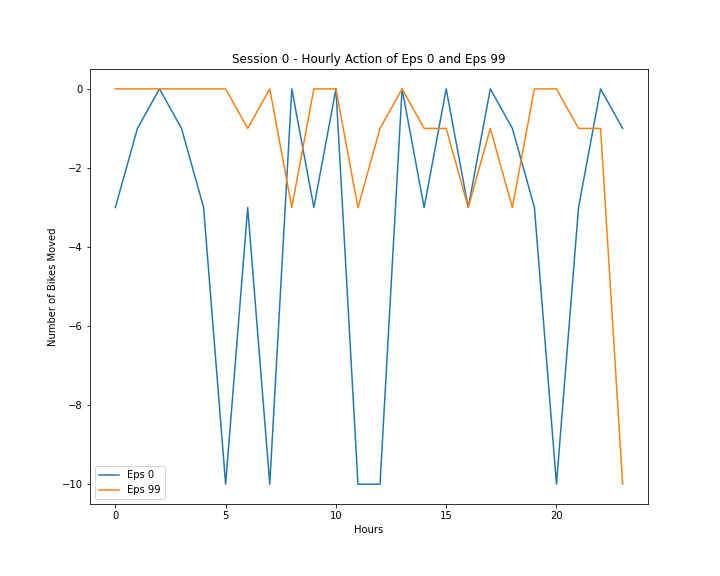 Session 0 - Hourly Action of Eps 0 and Eps 99
Number of Bikes Moved
0
−2
−4
−6
−8
−10
Eps 0
Eps 99
0 5 10 15 20
Hours